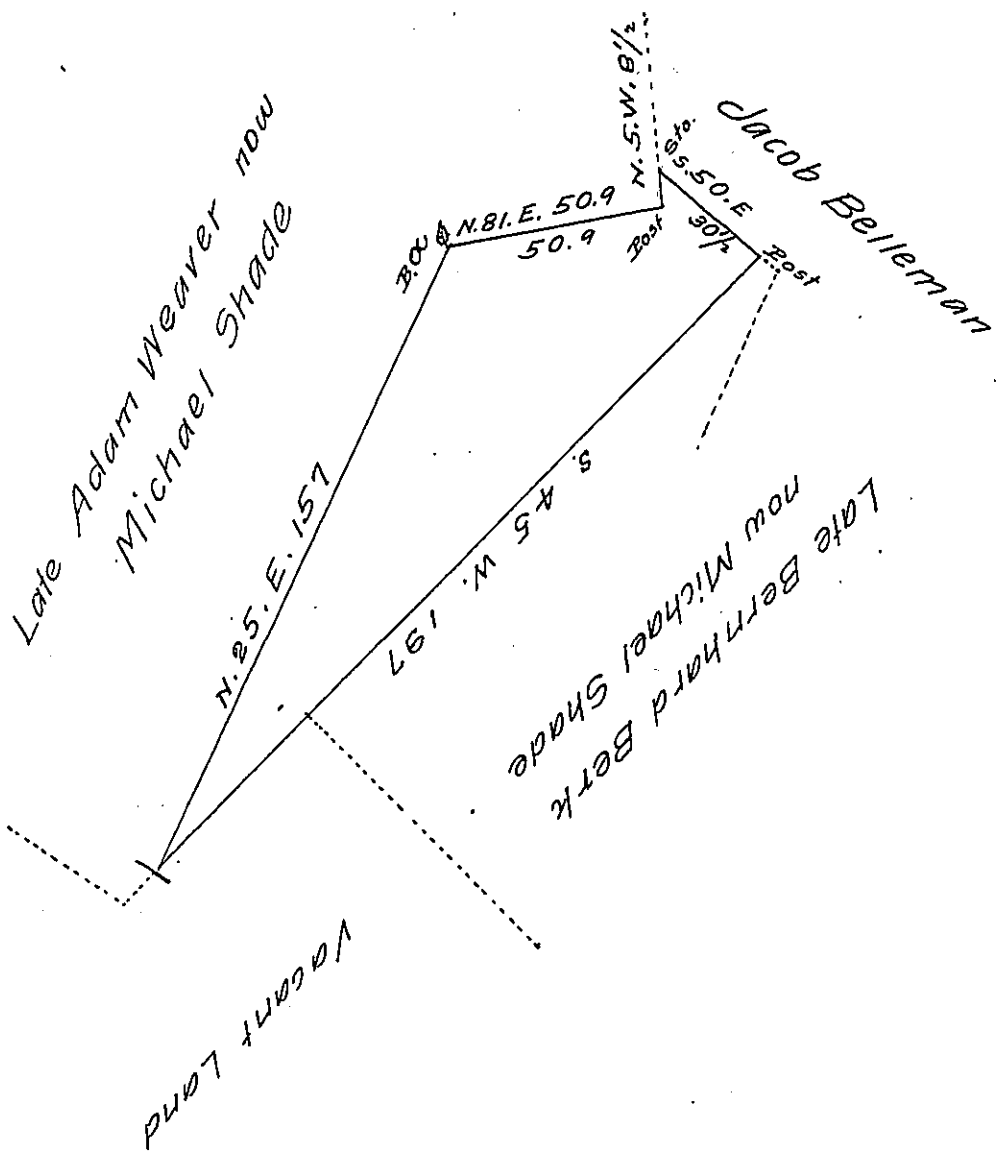 Late Adam Weaver now
Michael Shade
N. 25. E. 157
B.O
N. 81. E. 50.9
50.9
Post
N. 5. W. 8½
Sto.
S. 50. E
30½
Post
Jacob Belleman
S. 45 W. 197
Late Bernhard Berk
now Michael Shade
Vacant Land